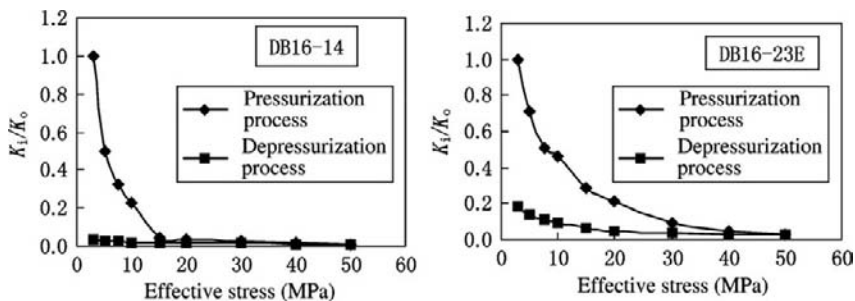 1.2
1.0
0.8
0.6
0.4
0.2
0.0
Ki/Ko
DB16-14
Pressurization
process
Depressurization
process
0 10 20 30 40 50 60
Effective stress (MPa)
1.2
1.0
0.8
0.6
0.4
0.2
0.0
Ki/Ko
DB16-23E
Pressurization
process
Depressurization
process
0 10 20 30 40 50 60
Effective stress (MPa)